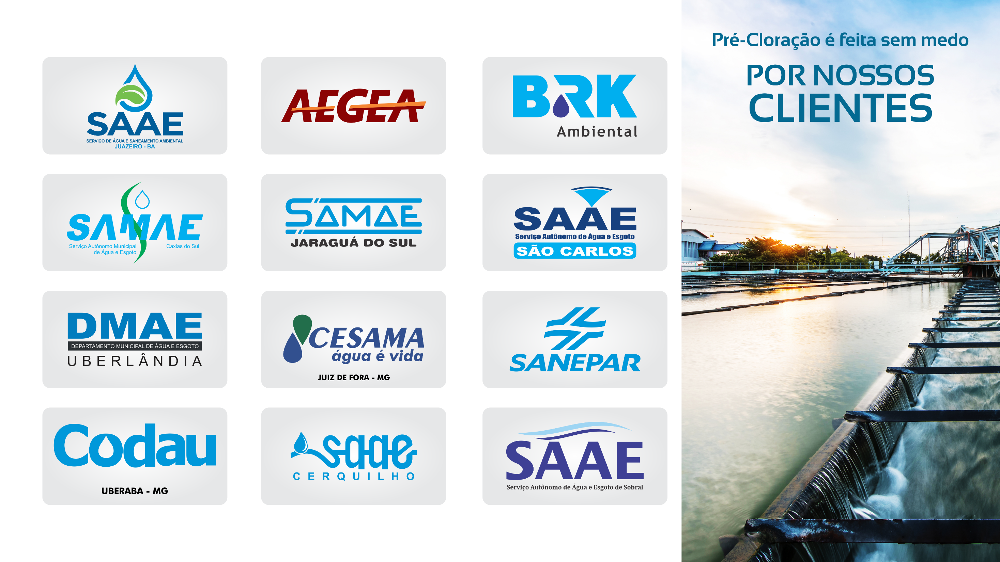 Pré-Cloração é feita sem medo
POR NOSSOS
CLIENTES
SAAE
SERVIÇO DE ÁGUA E SANEAMENTO AMBIENTAL
JUAZEIRO - BA
AEGEA
BRK
Ambiental
SAMAE
Serviço Autônomo Municipal
de Água e Esgoto
Caxias do Sul
SAMAE
JARAGUÁ DO SUL
SAAE
Serviço Autônomo de Água e Esgoto
SÃO CARLOS
DMAE
DEPARTAMENTO MUNICIPAL DE ÁGUA E ESGOTO
UBERLÂNDIA
CESAMA
água é vida
JUIZ DE FORA - MG
SANEPAR
Codau
UBERABA - MG
saae
CERQUILHO
SAAE
Serviço Autônomo de Água e Esgoto de Sobral